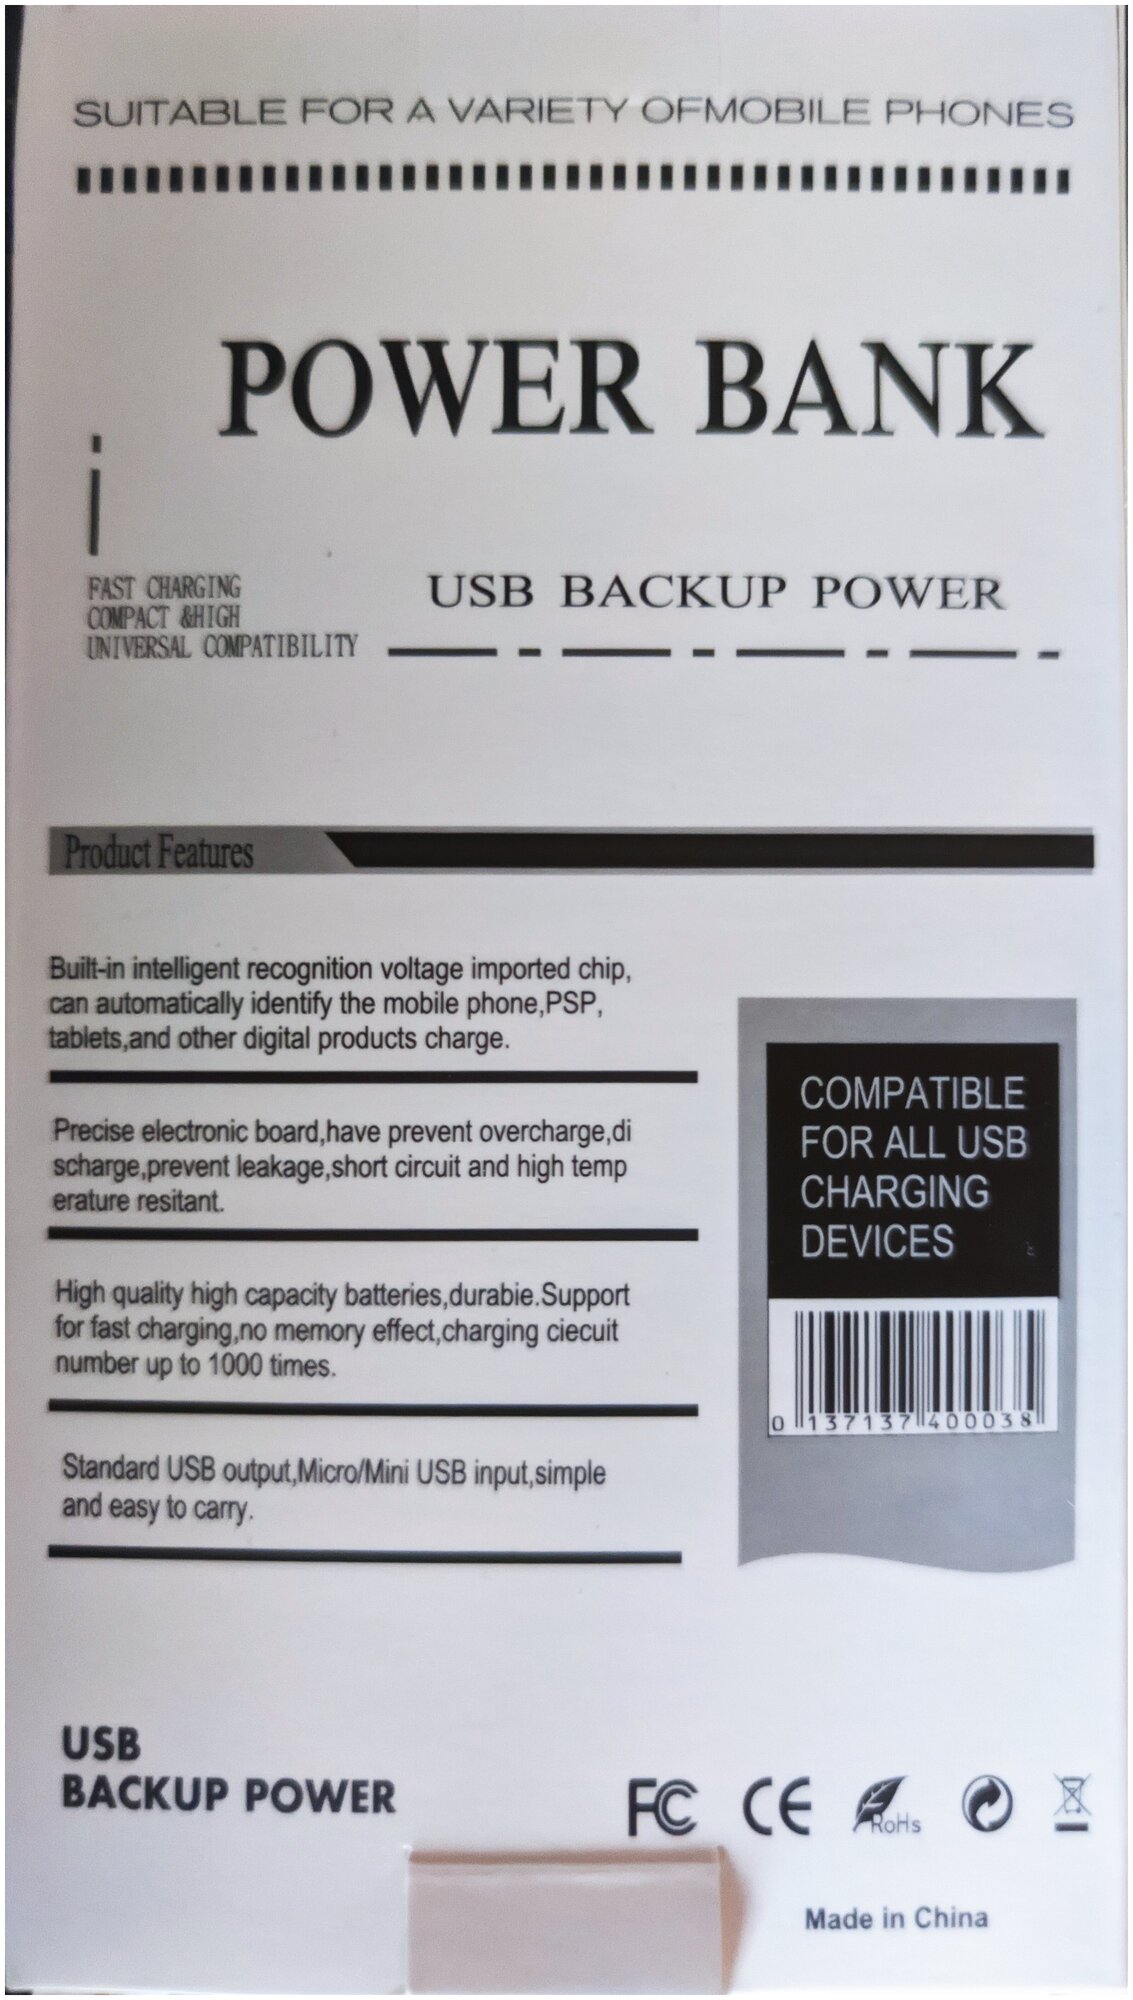 SUITABLE FOR A VARIETY OFMOBILE PHONES
POWER BANK
i
FAST CHARGING
COMPACT &HIGH
UNIVERSAL COMPATIBILITY
USB BACKUP POWER
Product Features
Built-in intelligent recognition voltage imported chip,
can automatically identify the mobile phone,PSP,
tablets,and other digital products charge.
Precise electronic board,have prevent overcharge,di
scharge,prevent leakage,short circuit and high temp
erature resitant.
High quality high capacity batteries,durabie.Support
for fast charging,no memory effect,charging ciecuit
number up to 1000 times.
Standard USB output,Micro/Mini USB input,simple
and easy to carry.
COMPATIBLE
FOR ALL USB
CHARGING
DEVICES
0 137137 400038
USB
BACKUP POWER
FC CE RoHs
Made in China